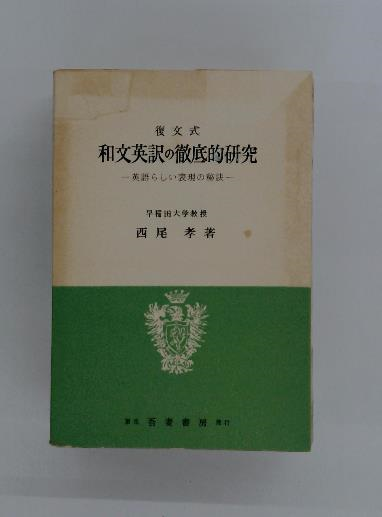 復文式
和文英訳の徹底的研究
―英語らしい表現の秘訣―
早稲田大学教授
西尾 孝著
東京 吾妻書房 発行